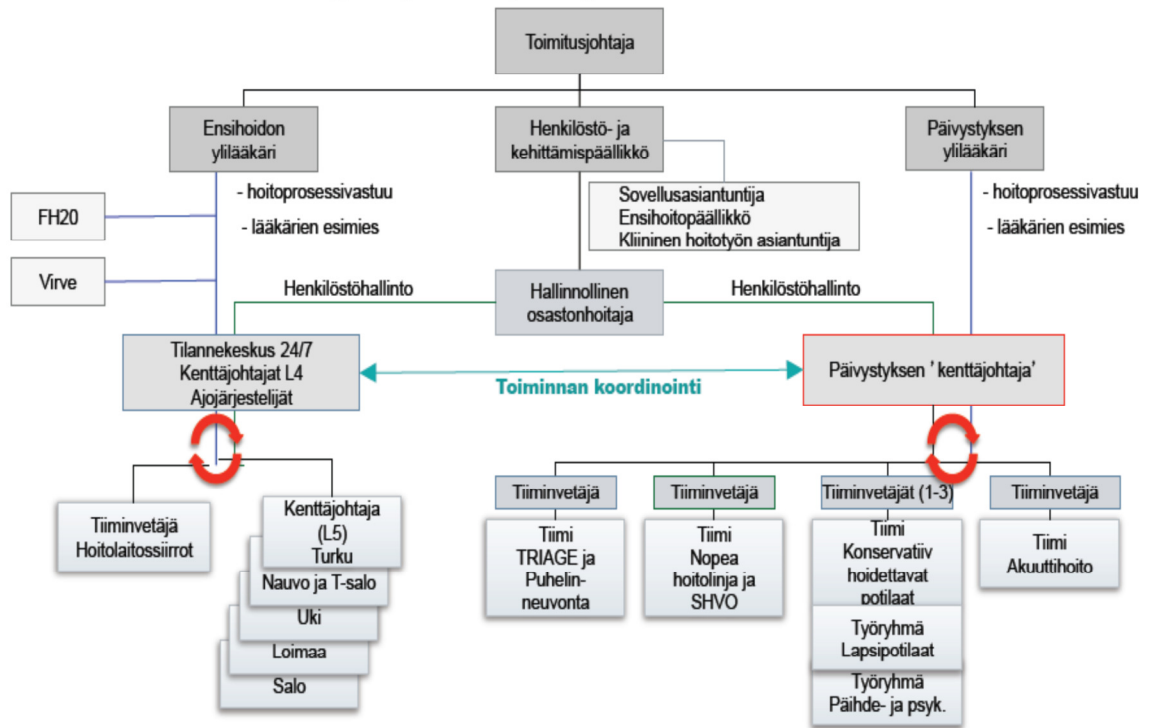 Toimitusjohtaja
Ensihoidon
ylilääkäri
Henkilöstö- ja
kehittämispäällikkö
Päivystyksen
ylilääkäri
- hoitoprosessivastuu
- lääkärien esimies
FH20
Virve
Sovellusasiantuntija
Ensihoitopäällikkö
Kliininen hoitotyön asiantuntija
- hoitoprosessivastuu
- lääkärien esimies
Henkilöstöhallinto
Hallinnollinen
osastonhoitaja
Henkilöstöhallinto
Tilannekeskus 24/7
Kenttäjohtajat L4
Ajojärjestelijät
Toiminnan koordinointi
Päivystyksen ' kenttäjohtaja'
Tiiminvetäjä
Hoitolaitossiirrot
Kenttäjohtaja
(L5)
Turku
Nauvo ja T-salo
Uki
Loimaa
Salo
Tiiminvetäjä
Tiimi
TRIAGE ja
Puhelin-
neuvonta
Tiiminvetäjä
Tiimi
Nopea
hoitolinja ja
SHVO
Tiiminvetäjät (1-3)
Tiimi
Konservatiiv
hoidettavat
potilaat
Työryhmä
Lapsipotilaat
Työryhmä
Päihde- ja psyk.
Tiiminvetäjä
Tiimi
Akuuttihoito